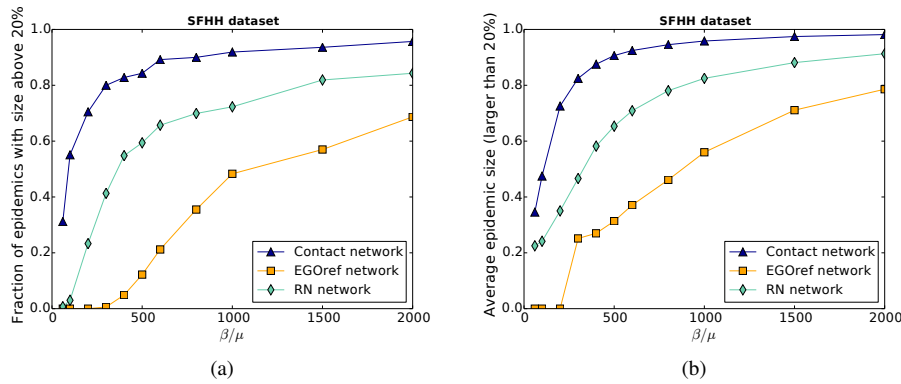 SFHH dataset
Fraction of epidemics with size above 20%
1.0
0.8
0.6
0.4
0.2
0.0
0
500
1000
1500
2000
β/μ
Contact network
EGOref network
RN network
(a)
SFHH dataset
Average epidemic size (larger than 20%)
1.0
0.8
0.6
0.4
0.2
0.0
0
500
1000
1500
2000
β/μ
Contact network
EGOref network
RN network
(b)